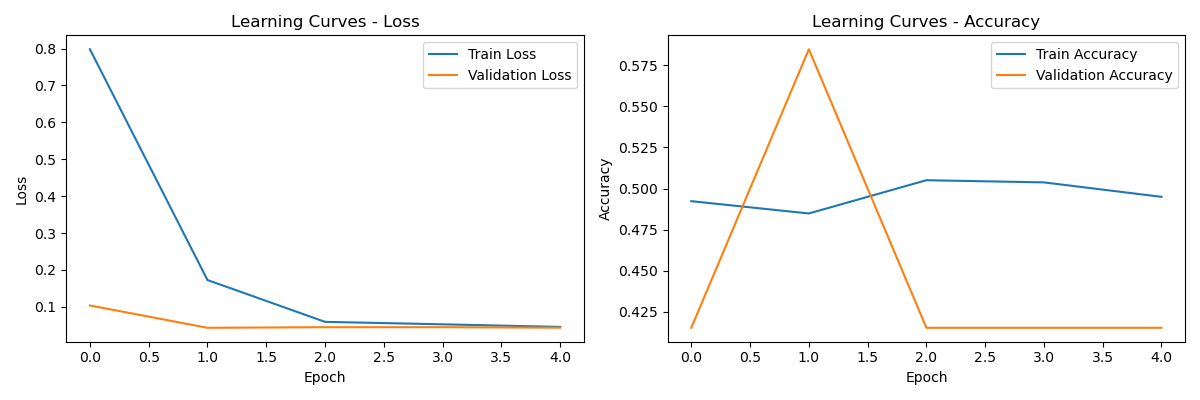 Learning Curves - Loss
Train Loss
Validation Loss
0.8
0.7
0.6
0.5
0.4
0.3
0.2
0.1
Loss
0.0 0.5 1.0 1.5 2.0 2.5 3.0 3.5 4.0
Epoch
Learning Curves - Accuracy
Train Accuracy
Validation Accuracy
0.575
0.550
0.525
0.500
0.475
0.450
0.425
Accuracy
0.0 0.5 1.0 1.5 2.0 2.5 3.0 3.5 4.0
Epoch